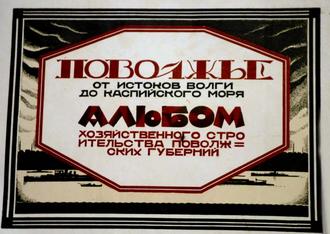 ПОВОЛЖЬЕ
ОТ ИСТОКОВ ВОЛГИ
ДО КАСПИЙСКОГО МОРЯ
АЛЬБОМ
ХОЗЯЙСТВЕННОГО СТРО
ИТЕЛЬСТВА ПОВОЛЖ=
СКИХ ГУБЕРНИЙ